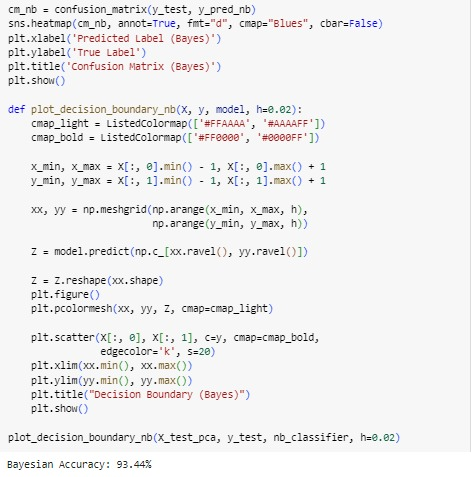 cm_nb = confusion_matrix(y_test, y_pred_nb)
sns.heatmap(cm_nb, annot=True, fmt="d", cmap="Blues", cbar=False)
plt.xlabel('Predicted Label (Bayes)')
plt.ylabel('True Label')
plt.title('Confusion Matrix (Bayes)')
plt.show()

def plot_decision_boundary_nb(X, y, model, h=0.02):
    cmap_light = ListedColormap(['#FFAAAA', '#AAAAFF'])
    cmap_bold = ListedColormap(['#FF0000', '#0000FF'])

    x_min, x_max = X[:, 0].min() - 1, X[:, 0].max() + 1
    y_min, y_max = X[:, 1].min() - 1, X[:, 1].max() + 1

    xx, yy = np.meshgrid(np.arange(x_min, x_max, h),
                         np.arange(y_min, y_max, h))

    Z = model.predict(np.c_[xx.ravel(), yy.ravel()])

    Z = Z.reshape(xx.shape)
    plt.figure()
    plt.pcolormesh(xx, yy, Z, cmap=cmap_light)

    plt.scatter(X[:, 0], X[:, 1], c=y, cmap=cmap_bold,
                edgecolor='k', s=20)
    plt.xlim(xx.min(), xx.max())
    plt.ylim(yy.min(), yy.max())
    plt.title("Decision Boundary (Bayes)")
    plt.show()

plot_decision_boundary_nb(X_test_pca, y_test, nb_classifier, h=0.02)
Bayesian Accuracy: 93.44%